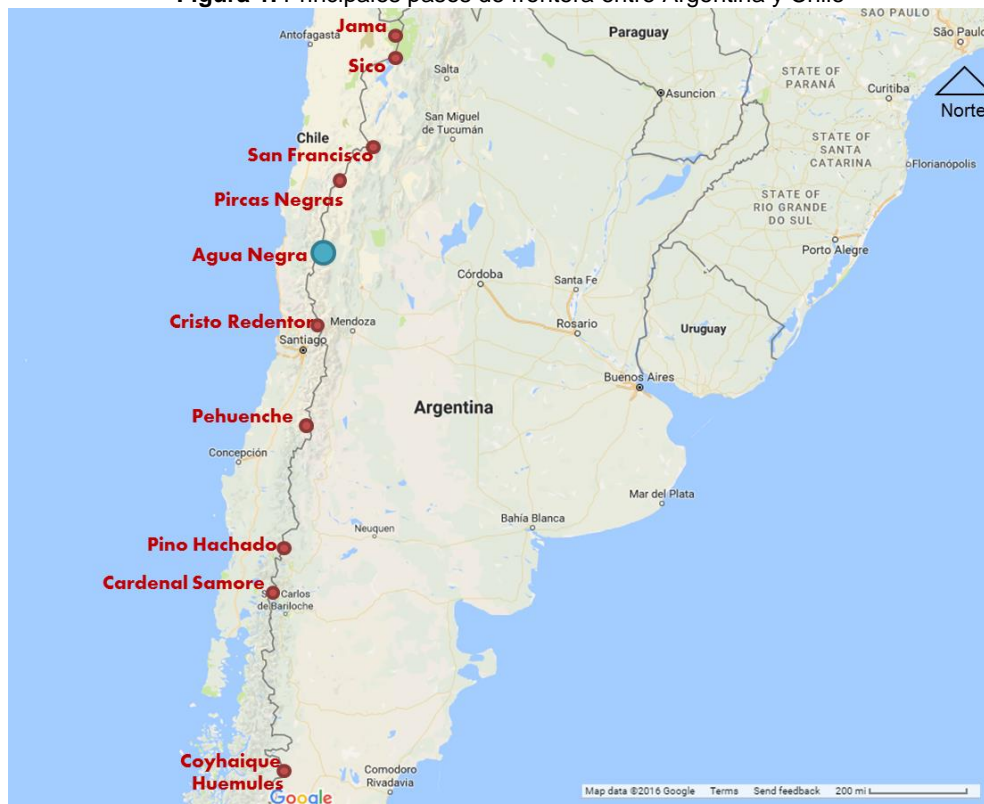 Figura 1. Principales pasos de frontera entre Argentina y Chile
SAO PAULO
Jama
Antofagasta
Paraguay
São Paulo
Sico
Salta
STATE OF
PARANÁ
Asuncion
Curitiba
Norte
San Miguel
de Tucumán
Chile
STATE OF
SANTA
CATARINA
San Francisco
Florianópolis
Pircas Negras
STATE OF
RIO GRANDE
DO SUL
Agua Negra
Porto Alegre
Córdoba
Santa Fe
Cristo Redentor
Mendoza
Rosario
Uruguay
Santiago
Buenos Aires
Argentina
Pehuenche
Concepción
Mar del Plata
Bahía Blanca
Neuquen
Pino Hachado
Cardenal Samore
Carlos
de Bariloche
Coyhaique
Huemules
Comodoro
Rivadavia
Google
Map data ©2016 Google Terms Send feedback 200 mi